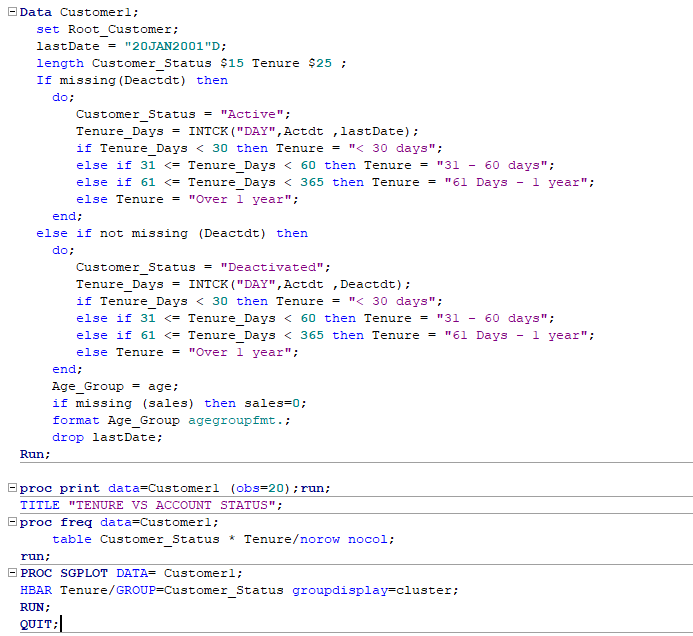 Data Customer1;
set Root_Customer;
lastDate = "20JAN2001"D;
length Customer_Status $15 Tenure $25 ;
If missing(Deactdt) then
do;
Customer_Status = "Active";
Tenure_Days = INTCK("DAY",Actdt ,lastDate);
if Tenure_Days < 30 then Tenure = "< 30 days";
else if 31 <= Tenure_Days < 60 then Tenure = "31 - 60 days";
else if 61 <= Tenure_Days < 365 then Tenure = "61 Days - 1 year";
else Tenure = "Over 1 year";
end;
else if not missing (Deactdt) then
do;
Customer_Status = "Deactivated";
Tenure_Days = INTCK("DAY",Actdt ,Deactdt);
if Tenure_Days < 30 then Tenure = "< 30 days";
else if 31 <= Tenure_Days < 60 then Tenure = "31 - 60 days";
else if 61 <= Tenure_Days < 365 then Tenure = "61 Days - 1 year";
else Tenure = "Over 1 year";
end;
Age_Group = age;
if missing (sales) then sales=0;
format Age_Group agegroupfmt.;
drop lastDate;
Run;
proc print data=Customer1 (obs=20);run;
TITLE "TENURE VS ACCOUNT STATUS";
proc freq data=Customer1;
table Customer_Status * Tenure/norow nocol;
run;
PROC SGPLOT DATA= Customer1;
HBAR Tenure/GROUP=Customer_Status groupdisplay=cluster;
RUN;
QUIT;